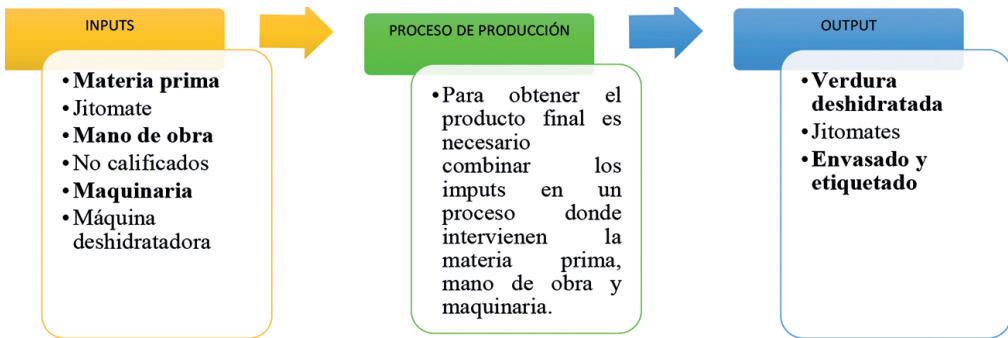 INPUTS
• Materia prima
• Jitomate
• Mano de obra
• No calificados
• Maquinaria
• Máquina
deshidratadora
PROCESO DE PRODUCCIÓN
• Para obtener el
producto final es
necesario
combinar los
imputs en un
proceso donde
intervienen la
materia prima,
mano de obra y
maquinaria.
OUTPUT
• Verdura
deshidratada
• Jitomates
• Envasado y
etiquetado